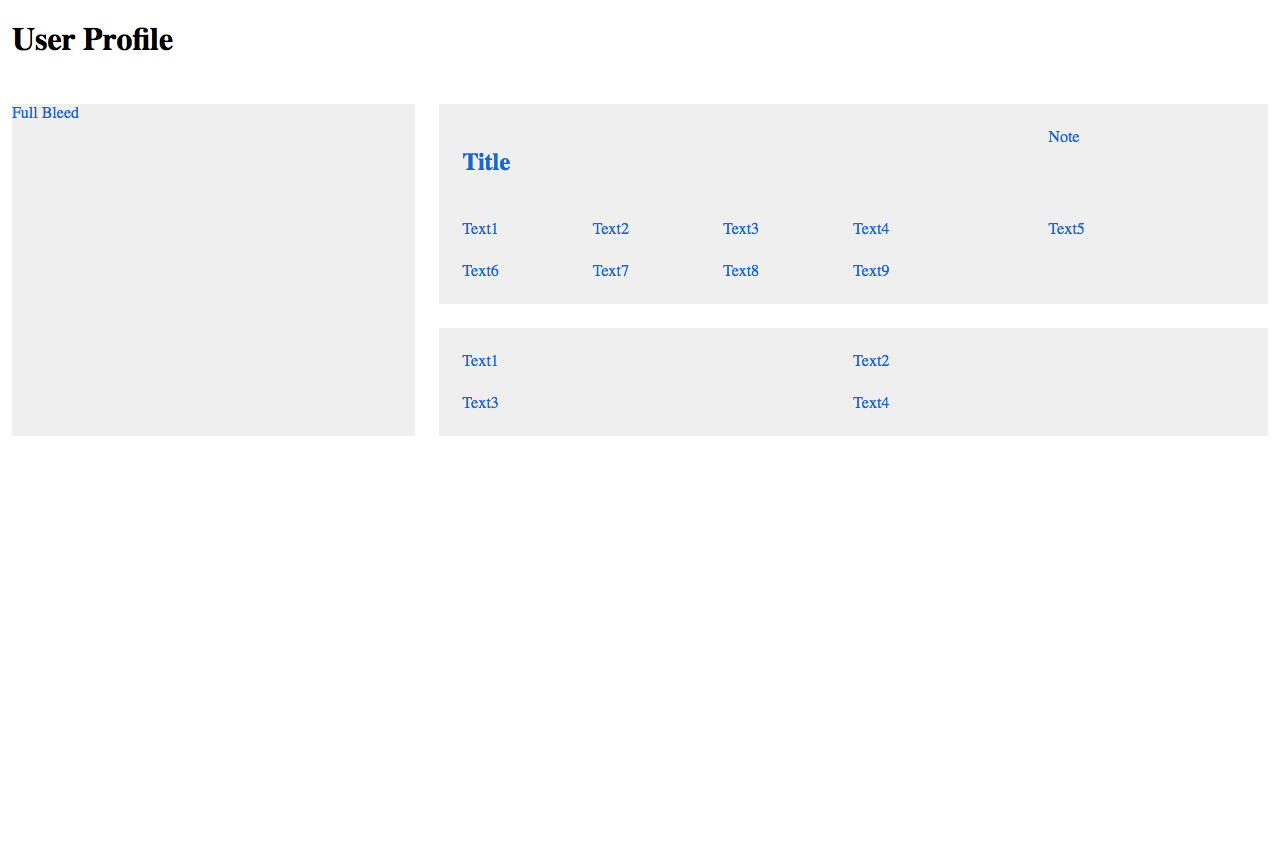 User Profile
Full Bleed
Title
Note
Text1 Text2 Text3 Text4 Text5
Text6 Text7 Text8 Text9
Text1 Text2
Text3 Text4